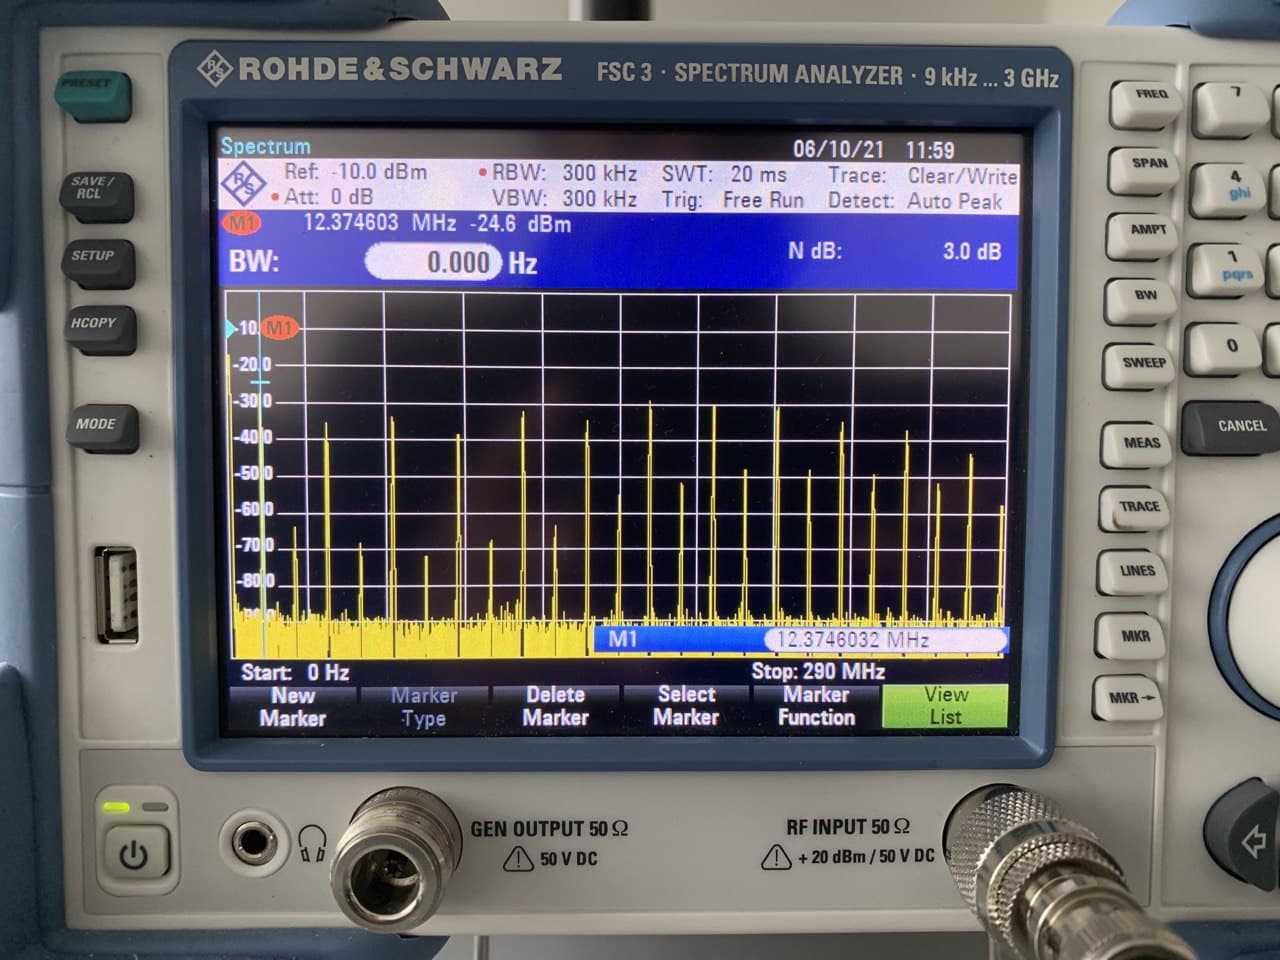 ROHDE&SCHWARZ FSC 3 · SPECTRUM ANALYZER · 9 kHz ... 3 GHz
PRESET
SAVE/
RCL
SETUP
HCOPY
MODE
Spectrum 06/10/21 11:59
Ref: -10.0 dBm RBW: 300 kHz SWT: 20 ms Trace: Clear/Write
Att: 0 dB VBW: 300 kHz Trig: Free Run Detect: Auto Peak
M1 12.374603 MHz -24.6 dBm
BW: 0.000 Hz N dB: 3.0 dB
-10. M1
-20.0
-30.0
-40.0
-50.0
-60.0
-70.0
-80.0
M1 12.3746032 MHz
Start: 0 Hz Stop: 290 MHz
New
Marker
Marker
Type
Delete
Marker
Select
Marker
Marker
Function
View
List
FREQ
SPAN
AMPT
BW
SWEEP
MEAS
TRACE
LINES
MKR
MKR→
7
4
ghi
1
pqrs
0
CANCEL
GEN OUTPUT 50 Ω
50 V DC
RF INPUT 50 Ω
+ 20 dBm / 50 V DC